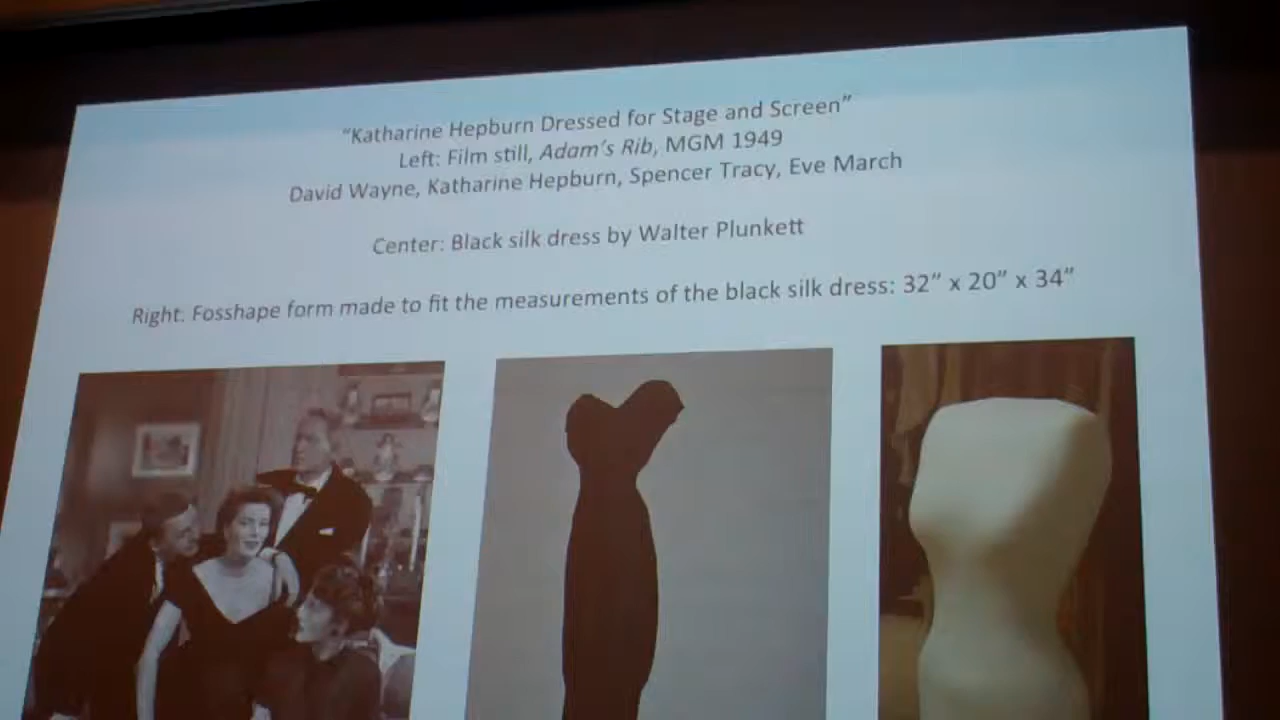 “Katharine Hepburn Dressed for Stage and Screen”
Left: Film still, Adam’s Rib, MGM 1949
David Wayne, Katharine Hepburn, Spencer Tracy, Eve March
Center: Black silk dress by Walter Plunkett
Right: Fosshape form made to fit the measurements of the black silk dress: 32” x 20” x 34”